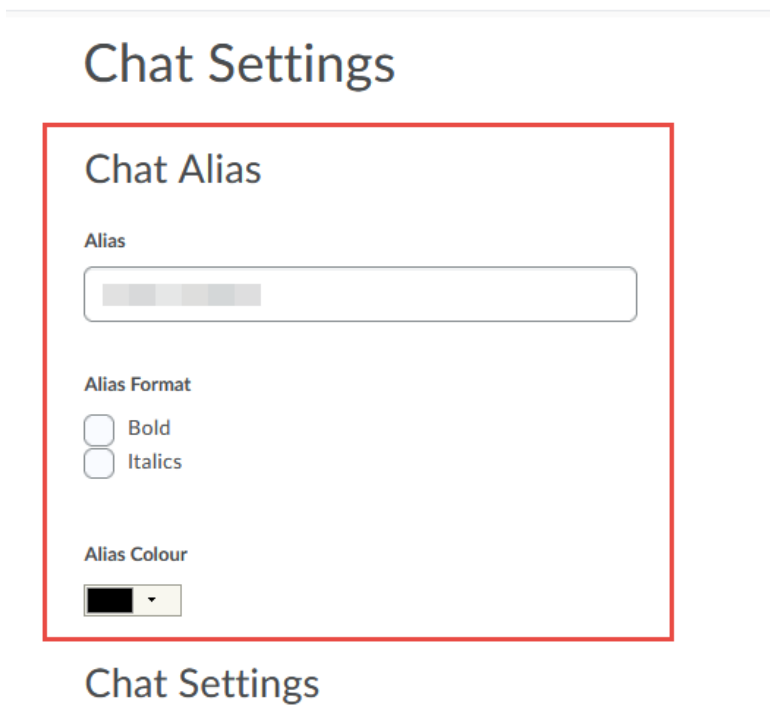 Chat Settings
Chat Alias
Alias
Alias Format
Bold
Italics
Alias Colour
Chat Settings